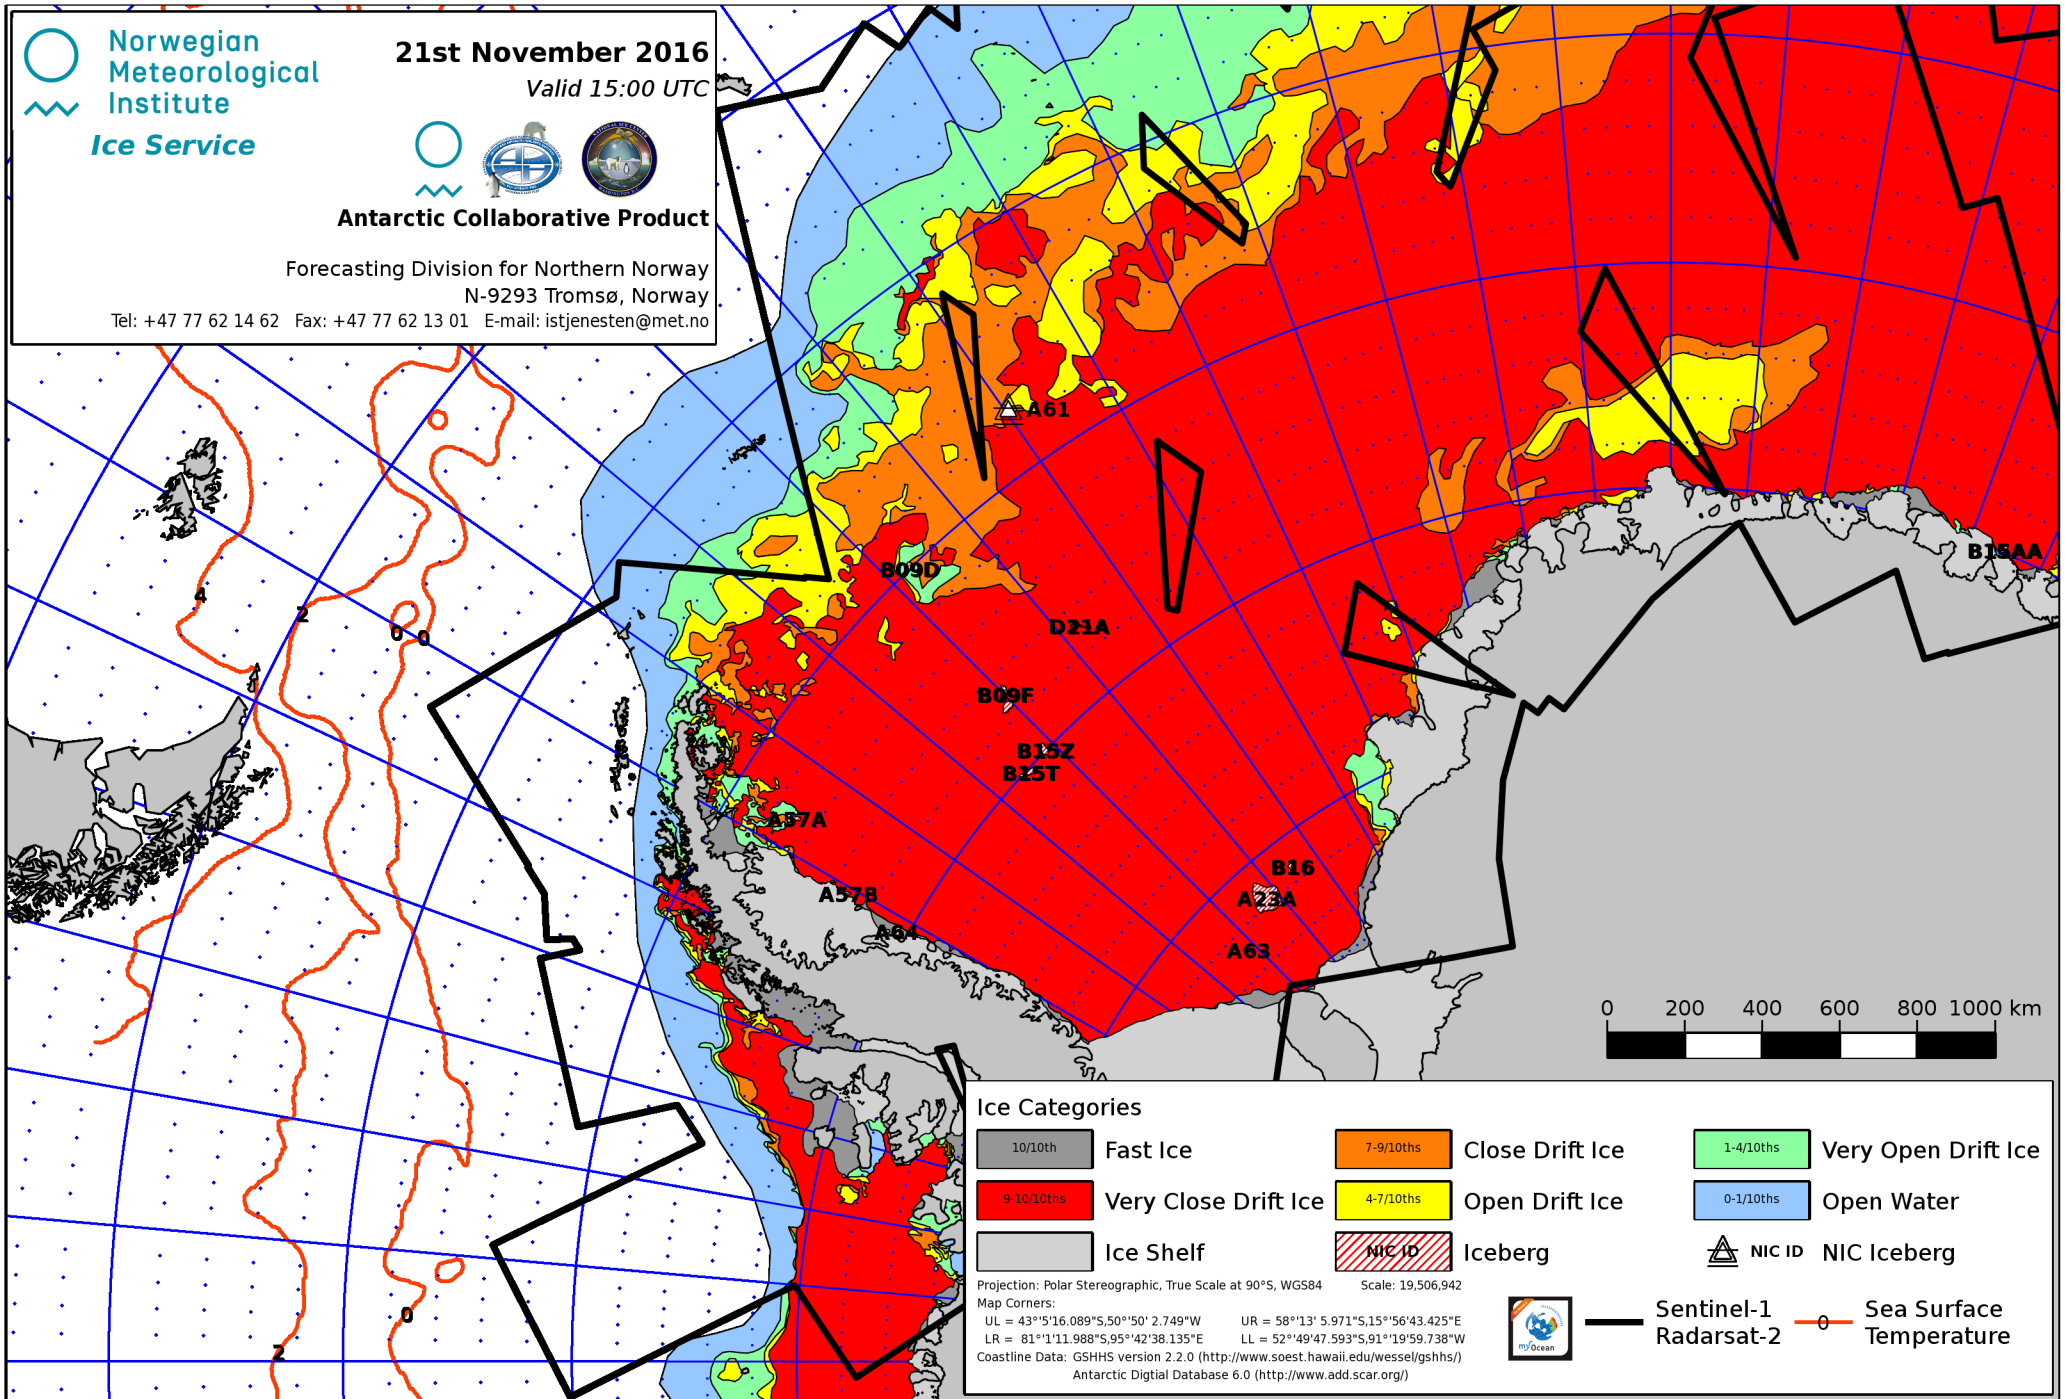 Norwegian
Meteorological
Institute
Ice Service
21st November 2016
Valid 15:00 UTC
Antarctic Collaborative Product
Forecasting Division for Northern Norway
N-9293 Tromsø, Norway
Tel: +47 77 62 14 62 Fax: +47 77 62 13 01 E-mail: istjenesten@met.no
A61
B15AA
B09D
4
2
0
0
D21A
B09F
B15Z
B15T
A57A
B16
A57B
A23A
A64
A63
0 200 400 600 800 1000 km
0
2
Ice Categories
10/10th Fast Ice
7-9/10ths Close Drift Ice
1-4/10ths Very Open Drift Ice
9-10/10ths Very Close Drift Ice
4-7/10ths Open Drift Ice
0-1/10ths Open Water
Ice Shelf
NIC ID Iceberg
NIC ID NIC Iceberg
Projection: Polar Stereographic, True Scale at 90°S, WGS84 Scale: 19,506,942
Map Corners:
UL = 43°'5'16.089"S,50°'50' 2.749"W UR = 58°'13' 5.971"S,15°'56'43.425"E
LR = 81°'1'11.988"S,95°'42'38.135"E LL = 52°'49'47.593"S,91°'19'59.738"W
Coastline Data: GSHHS version 2.2.0 (http://www.soest.hawaii.edu/wessel/gshhs/)
Antarctic Digtial Database 6.0 (http://www.add.scar.org/)
myOcean
Sentinel-1
Radarsat-2
0
Sea Surface
Temperature